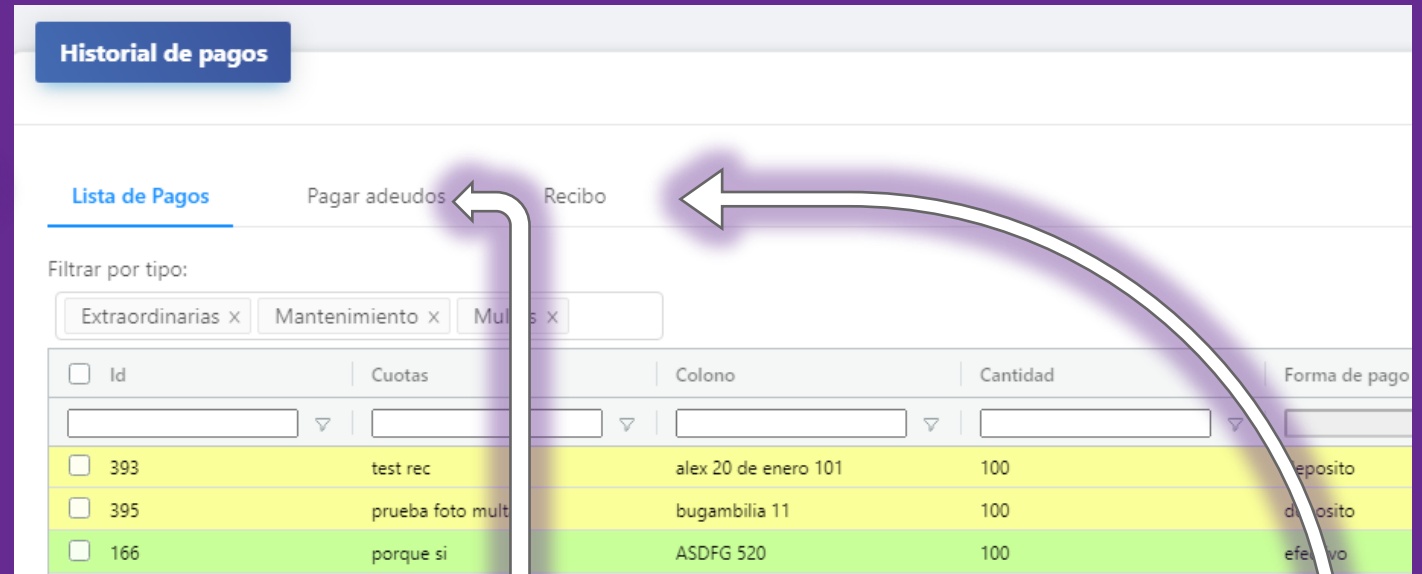 Historial de pagos
Lista de Pagos Pagar adeudos Recibo
Filtrar por tipo:
Extraordinarias x Mantenimiento x x
Id Cuotas Colono Cantidad Forma de pago
393 test rec alex 20 de enero 101 100
395 prueba foto bugambilia 11 100
166 porque si ASDFG 520 100